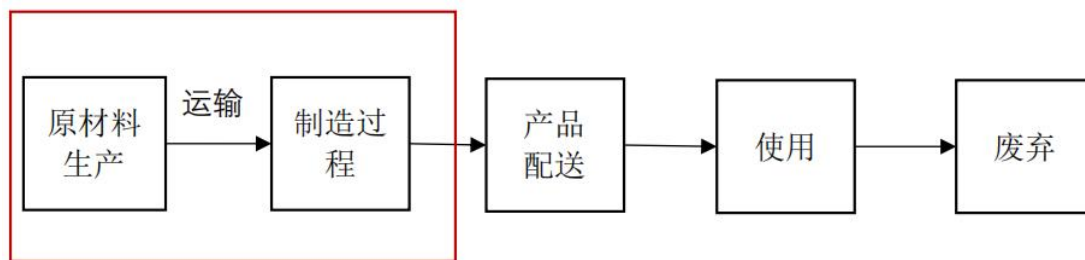 原材料
生产
运输
制造过
程
产品
配送
使用
废弃